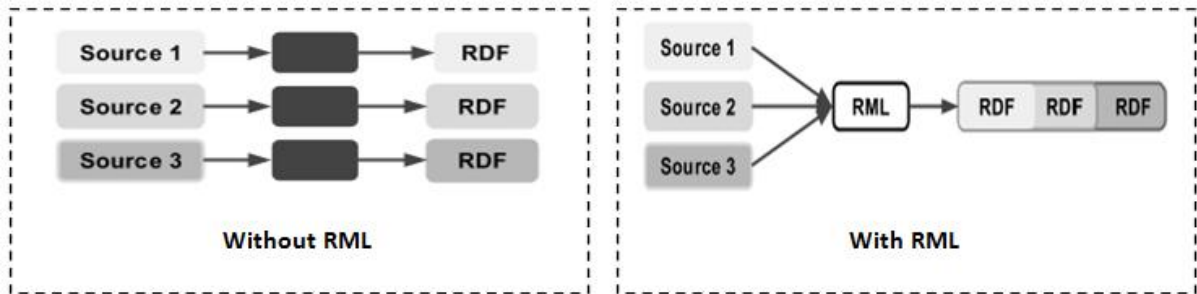 Source 1 RDF
Source 2 RDF
Source 3 RDF
Without RML
Source 1
Source 2 RML RDF RDF RDF
Source 3
With RML